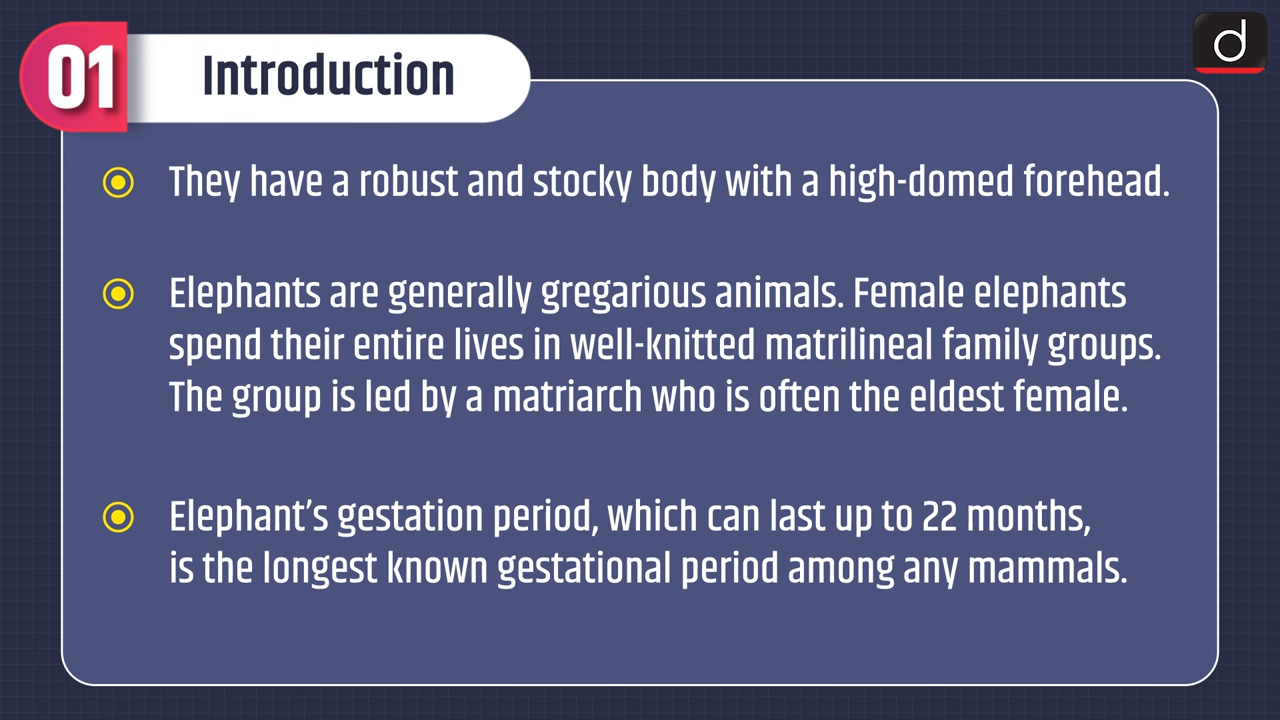 01
Introduction
d
They have a robust and stocky body with a high-domed forehead.
Elephants are generally gregarious animals. Female elephants
spend their entire lives in well-knitted matrilineal family groups.
The group is led by a matriarch who is often the eldest female.
Elephant’s gestation period, which can last up to 22 months,
is the longest known gestational period among any mammals.